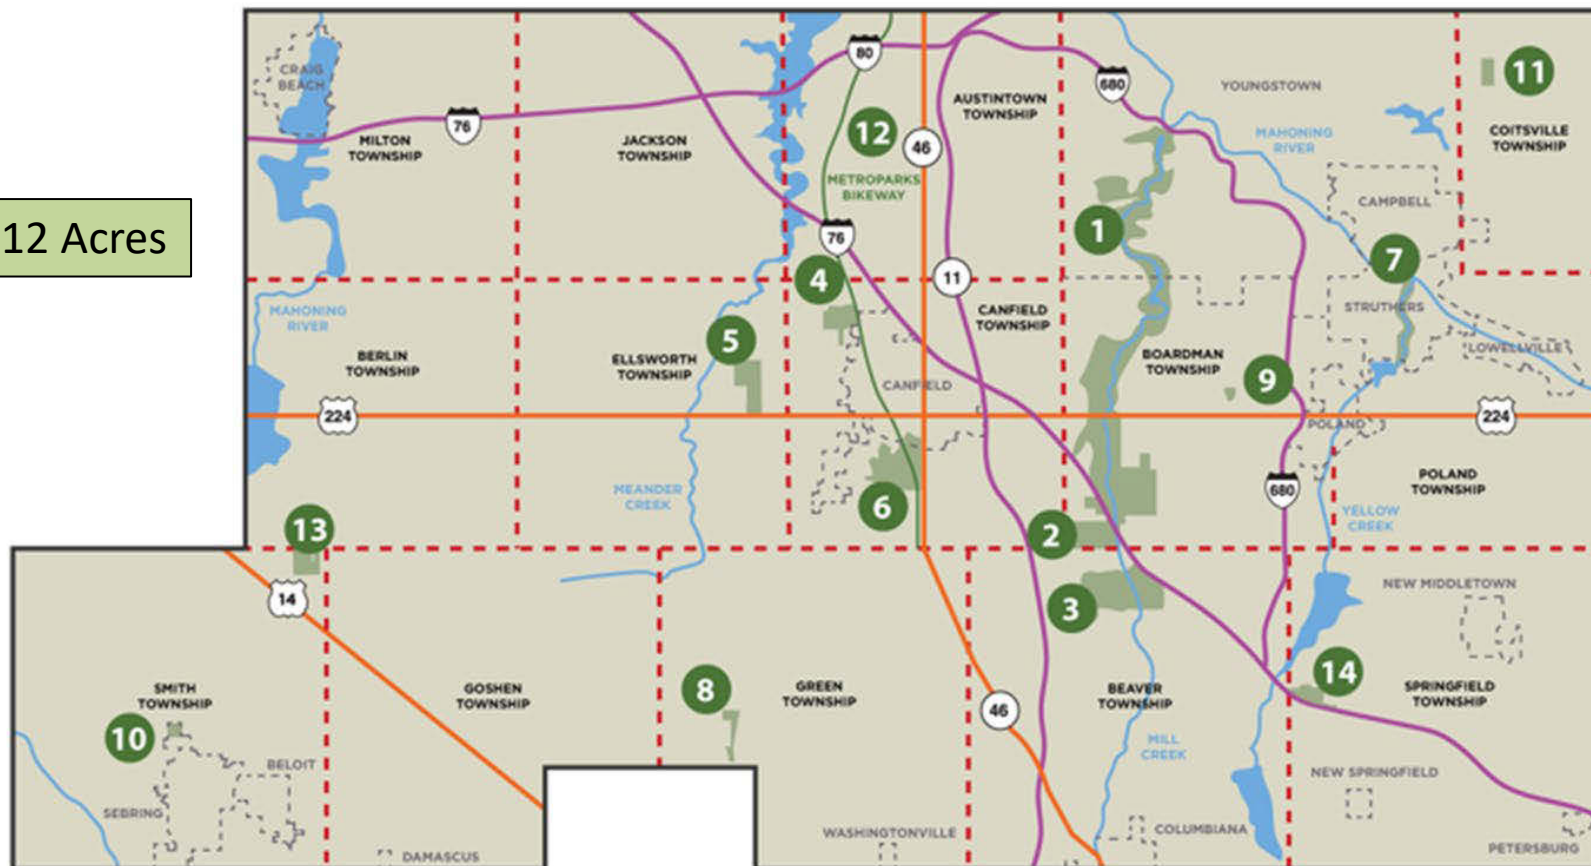 12 Acres
CRAIG
BEACH
76
MILTON
TOWNSHIP
JACKSON
TOWNSHIP
80
12
46
METROPARKS
BIKEWAY
76
AUSTINTOWN
TOWNSHIP
680
YOUNGSTOWN
11
COITSVILLE
TOWNSHIP
MAHONING
RIVER
CAMPBELL
1
7
4
11
CANFIELD
TOWNSHIP
STRUTHERS
MAHONING
RIVER
BERLIN
TOWNSHIP
ELLSWORTH
TOWNSHIP
5
BOARDMAN
TOWNSHIP
LOWELLVILLE
CANFIELD
9
224
POLAND
224
MEANDER
CREEK
6
680
POLAND
TOWNSHIP
YELLOW
CREEK
13
2
14
3
NEW MIDDLETOWN
SMITH
TOWNSHIP
GOSHEN
TOWNSHIP
8
GREEN
TOWNSHIP
46
BEAVER
TOWNSHIP
14
SPRINGFIELD
TOWNSHIP
10
MILL
CREEK
BELOIT
NEW SPRINGFIELD
SEBRING
WASHINGTONVILLE
COLUMBIANA
PETERSBURG
DAMASCUS